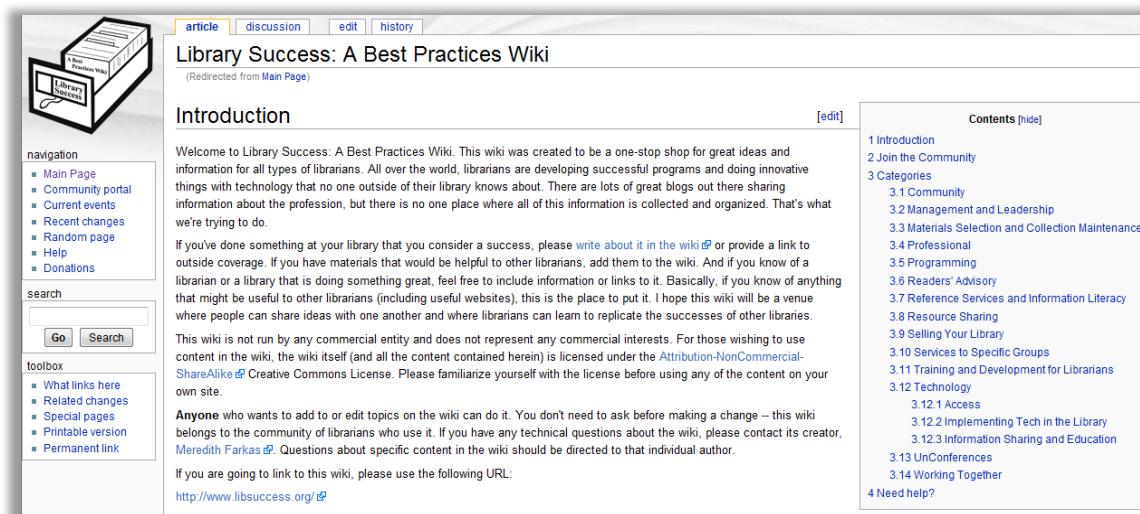 article discussion edit history
A Best
Practices Wiki
Library
Success
Library Success: A Best Practices Wiki
(Redirected from Main Page)
Introduction [edit]
Welcome to Library Success: A Best Practices Wiki. This wiki was created to be a one-stop shop for great ideas and
information for all types of librarians. All over the world, librarians are developing successful programs and doing innovative
things with technology that no one outside of their library knows about. There are lots of great blogs out there sharing
information about the profession, but there is no one place where all of this information is collected and organized. That's what
we're trying to do.
If you've done something at your library that you consider a success, please write about it in the wiki or provide a link to
outside coverage. If you have materials that would be helpful to other librarians, add them to the wiki. And if you know of a
librarian or a library that is doing something great, feel free to include information or links to it. Basically, if you know of anything
that might be useful to other librarians (including useful websites), this is the place to put it. I hope this wiki will be a venue
where people can share ideas with one another and where librarians can learn to replicate the successes of other libraries.
This wiki is not run by any commercial entity and does not represent any commercial interests. For those wishing to use
content in the wiki, the wiki itself (and all the content contained herein) is licensed under the Attribution-NonCommercial-
ShareAlike Creative Commons License. Please familiarize yourself with the license before using any of the content on your
own site.
Anyone who wants to add to or edit topics on the wiki can do it. You don't need to ask before making a change -- this wiki
belongs to the community of librarians who use it. If you have any technical questions about the wiki, please contact its creator,
Meredith Farkas. Questions about specific content in the wiki should be directed to that individual author.
If you are going to link to this wiki, please use the following URL:
http://www.libsuccess.org/
navigation
Main Page
Community portal
Current events
Recent changes
Random page
Help
Donations
search
Go Search
toolbox
What links here
Related changes
Special pages
Printable version
Permanent link
Contents [hide]
1 Introduction
2 Join the Community
3 Categories
3.1 Community
3.2 Management and Leadership
3.3 Materials Selection and Collection Maintenance
3.4 Professional
3.5 Programming
3.6 Readers' Advisory
3.7 Reference Services and Information Literacy
3.8 Resource Sharing
3.9 Selling Your Library
3.10 Services to Specific Groups
3.11 Training and Development for Librarians
3.12 Technology
3.12.1 Access
3.12.2 Implementing Tech in the Library
3.12.3 Information Sharing and Education
3.13 UnConferences
3.14 Working Together
4 Need help?